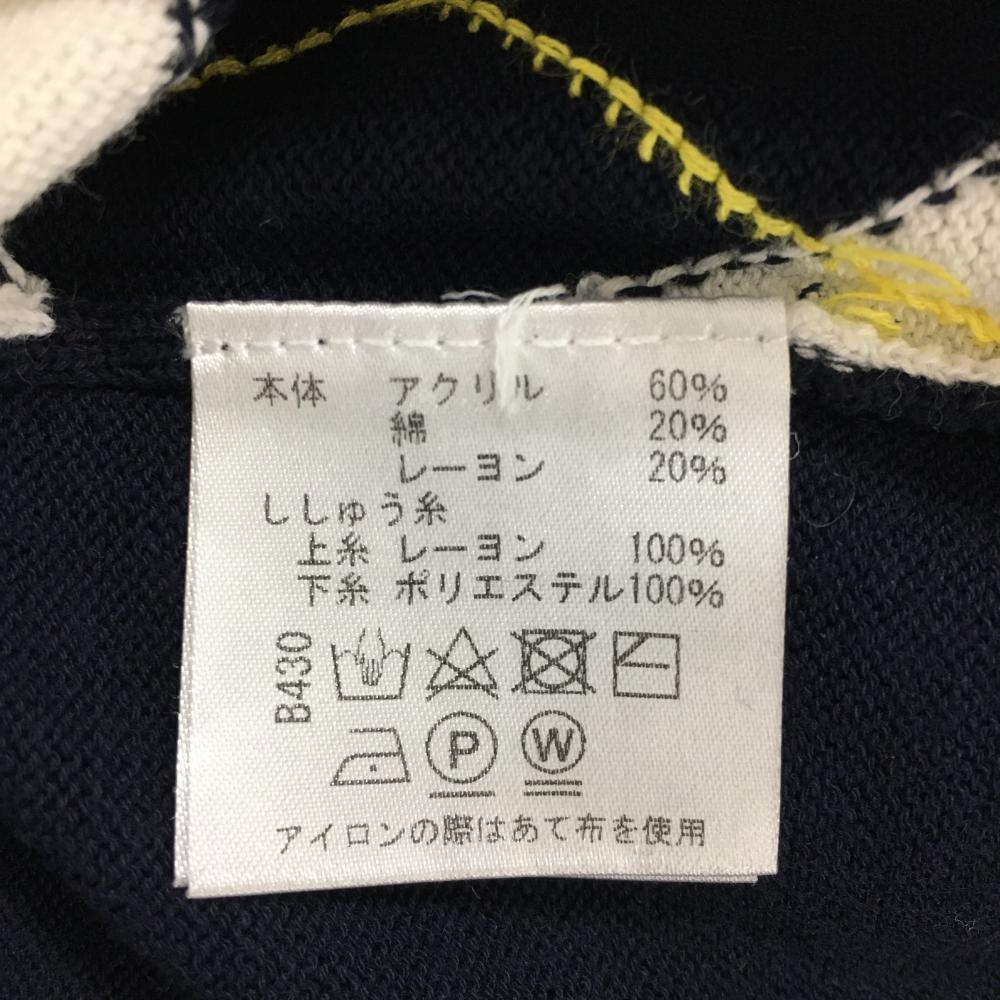 本体 アクリル 60%
綿 20%
レーヨン 20%
ししゅう糸
上糸 レーヨン 100%
下糸 ポリエステル100%
B430
P W
アイロンの際はあて布を使用